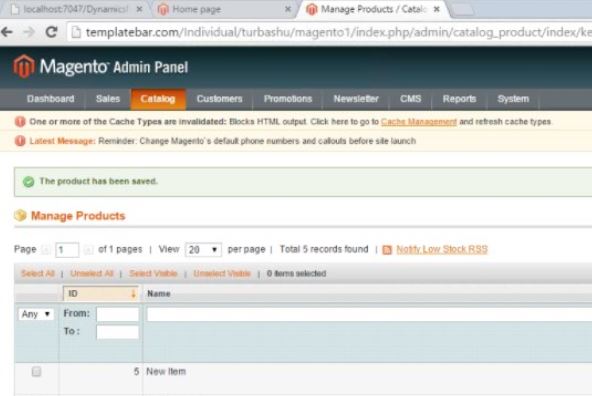 localhost:7047/DynamicsN
Home page
Manage Products / Catalo
templatebar.com/Individual/turbashu/magento1/index.php/admin/catalog_product/index/ke
Magento Admin Panel
Dashboard Sales Catalog Customers Promotions Newsletter CMS Reports System
One or more of the Cache Types are invalidated: Blocks HTML output. Click here to go to Cache Management and refresh cache types.
Latest Message: Reminder: Change Magento`s default phone numbers and callouts before site launch
The product has been saved.
Manage Products
Page 1 of 1 pages | View 20 per page | Total 5 records found | Notify Low Stock RSS
Select All | Unselect All | Select Visible | Unselect Visible | 0 items selected
ID Name
Any From:
To :
5 New Item